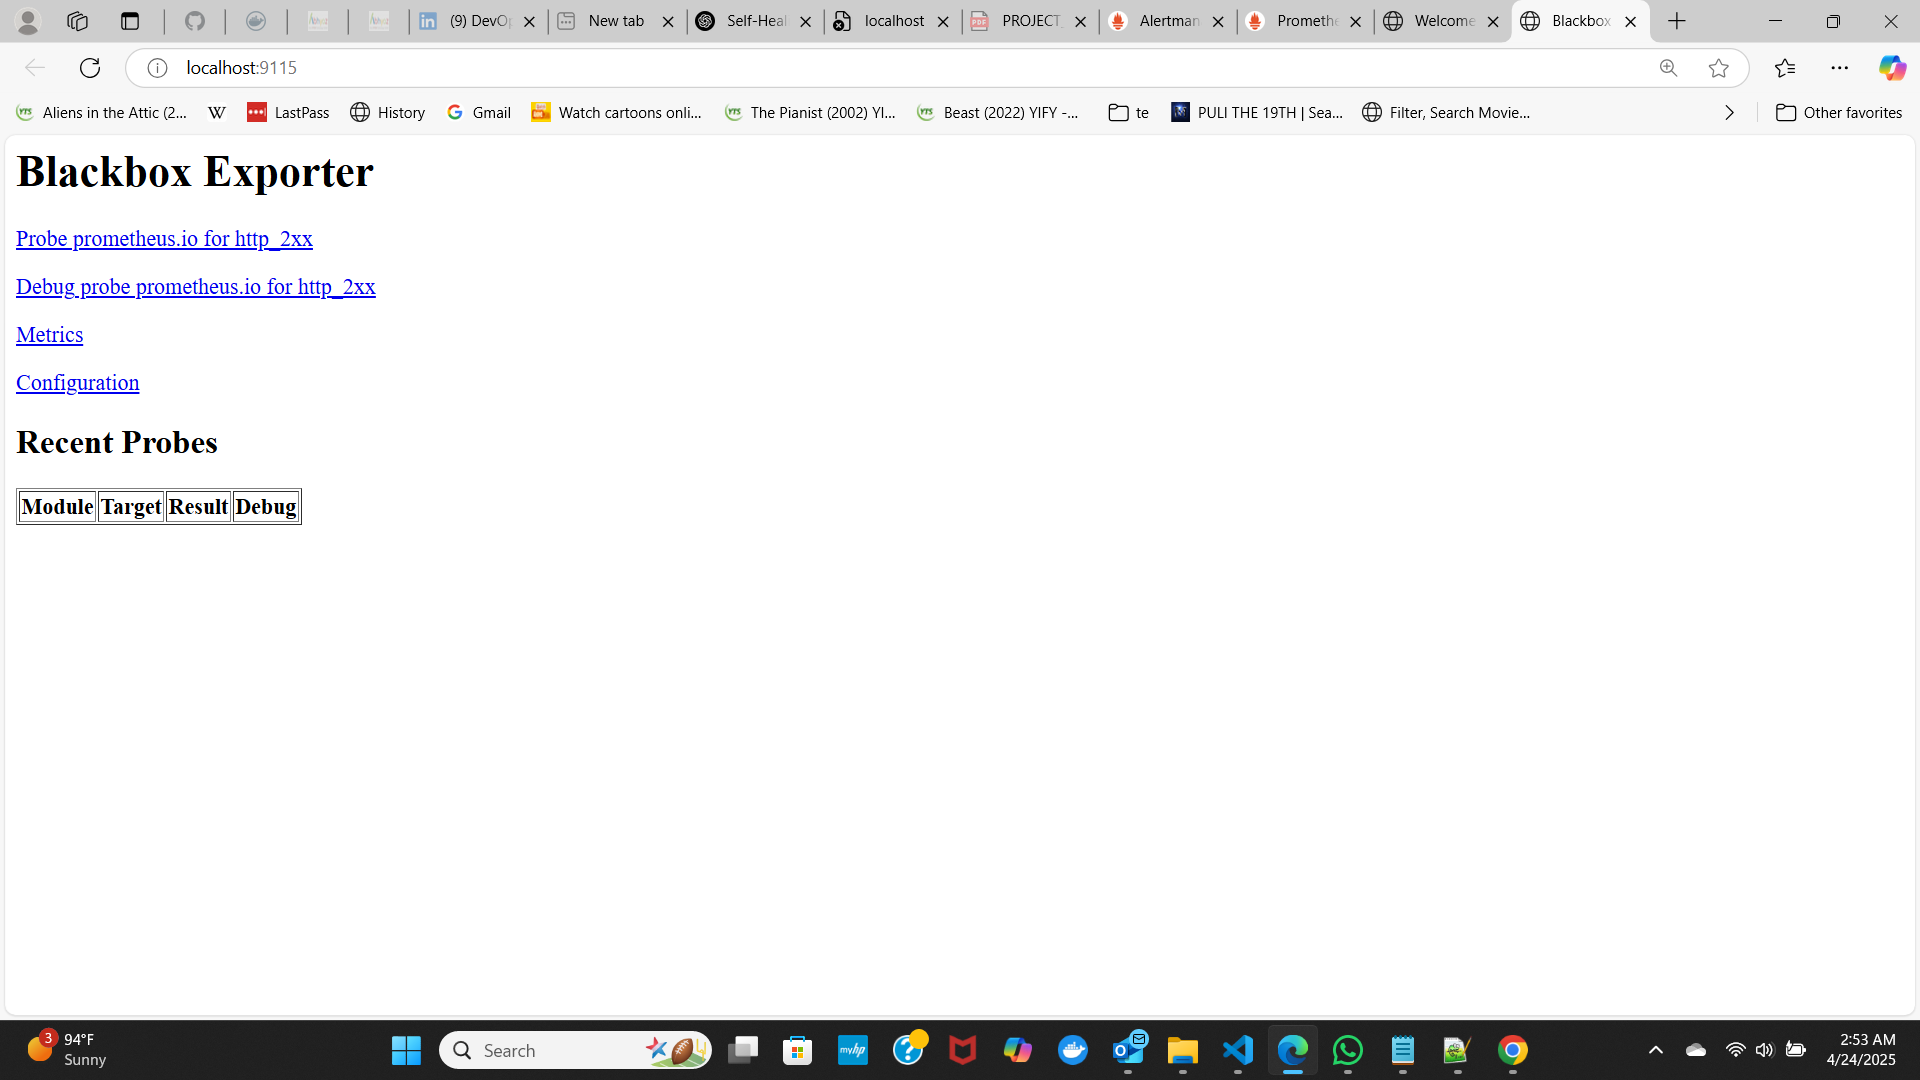 (9) DevO
New tab
Self-Heal
localhost
PROJECT
Alertman
Promethe
Welcome
Blackbox
localhost:9115
Aliens in the Attic (2...
LastPass
History
Gmail
Watch cartoons onli...
The Pianist (2002) YI...
Beast (2022) YIFY -...
te
PULI THE 19TH | Sea...
Filter, Search Movie...
Other favorites
Blackbox Exporter
Probe prometheus.io for http_2xx
Debug probe prometheus.io for http_2xx
Metrics
Configuration
Recent Probes
Module Target Result Debug
3
94°F
Sunny
Search
myhp
2:53 AM
4/24/2025